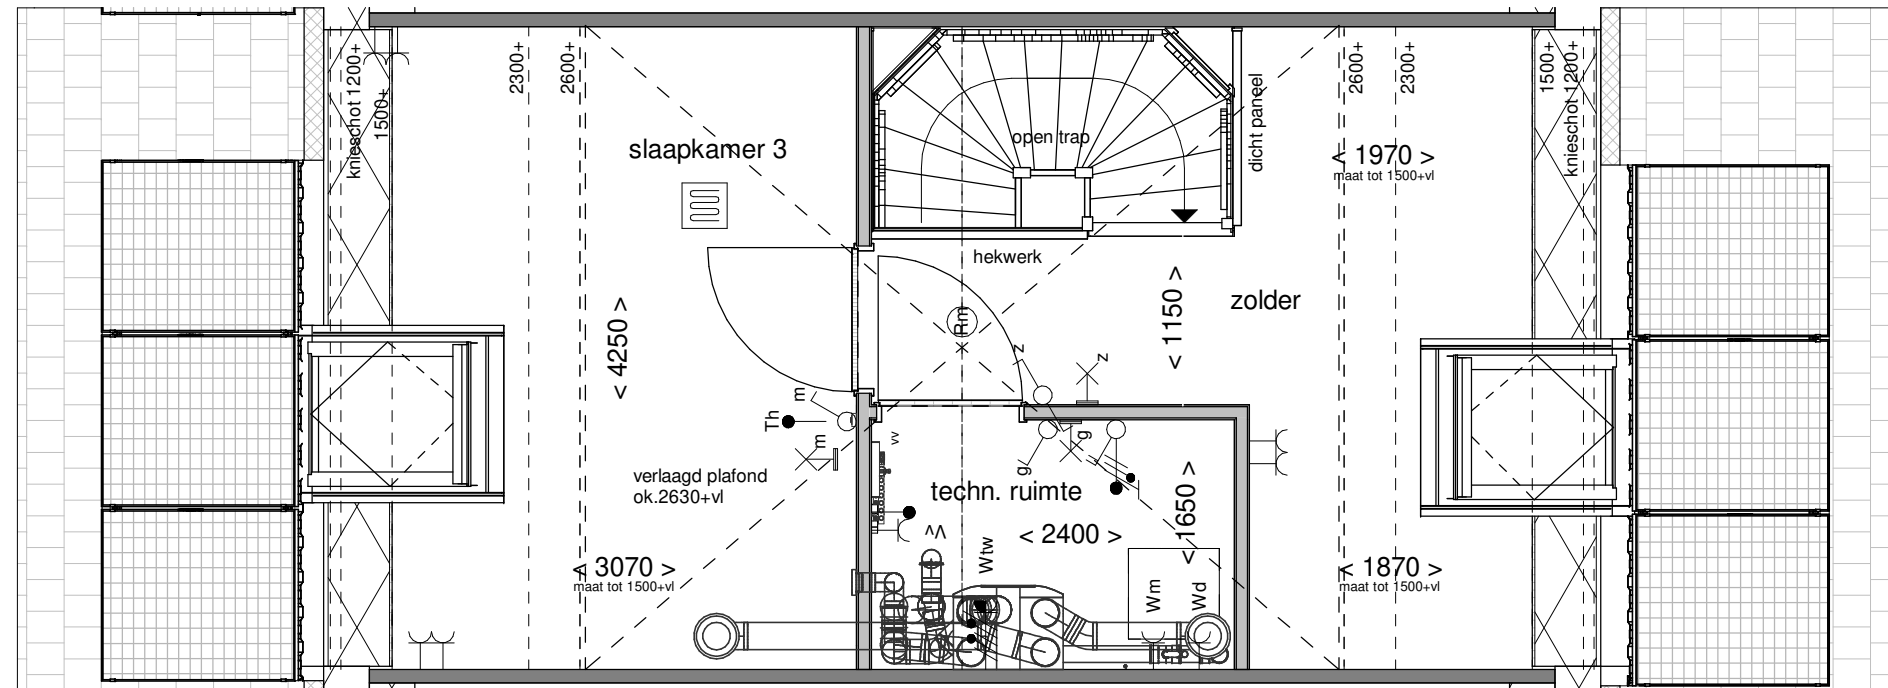 knieschot 1200+
1500+
2300+
2600+
2600+
2300+
1500+
knieschot 1200+
slaapkamer 3
open trap
dicht paneel
< 1970 >
maat tot 1500+vl
hekwerk
zolder
< 4250 >
< 1150 >
Rm
z
z
m
Th
m
vv
g
g
verlaagd plafond
ok.2630+vl
techn. ruimte
< 2400 >
< 1650 >
Wtw
< 3070 >
maat tot 1500+vl
Wm
Wd
< 1870 >
maat tot 1500+vl